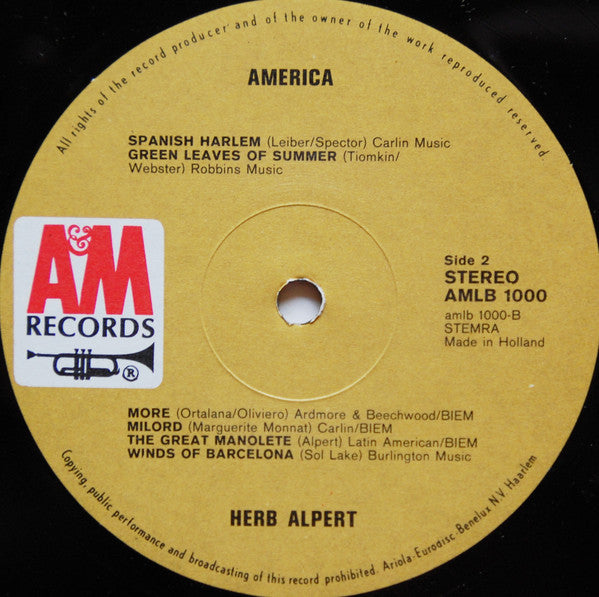 All rights of the record producer and of the owner of the work reproduced reserved.
AMERICA
SPANISH HARLEM (Leiber/Spector) Carlin Music
GREEN LEAVES OF SUMMER (Tiomkin/
Webster) Robbins Music
A&M
RECORDS
®
Side 2
STEREO
AMLB 1000
amlb 1000-B
STEMRA
Made in Holland
MORE (Ortalana/Oliviero) Ardmore & Beechwood/BIEM
MILORD (Marguerite Monnat) Carlin/BIEM
THE GREAT MANOLETE (Alpert) Latin American/BIEM
WINDS OF BARCELONA (Sol Lake) Burlington Music
HERB ALPERT
Copying, public performance and broadcasting of this record prohibited. Ariola-Eurodisc-Benelux N.V. Haarlem